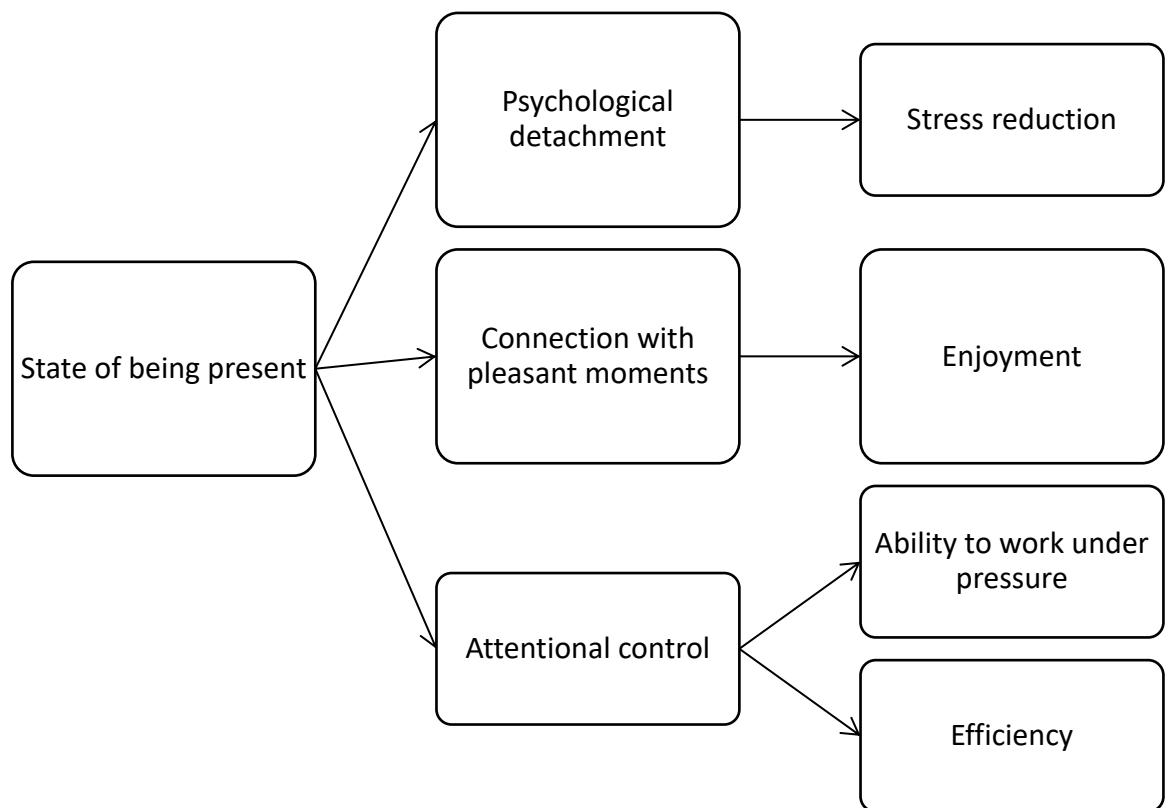 Psychological
detachment
Stress reduction
State of being present
Connection with
pleasant moments
Enjoyment
Attentional control
Ability to work under
pressure
Efficiency